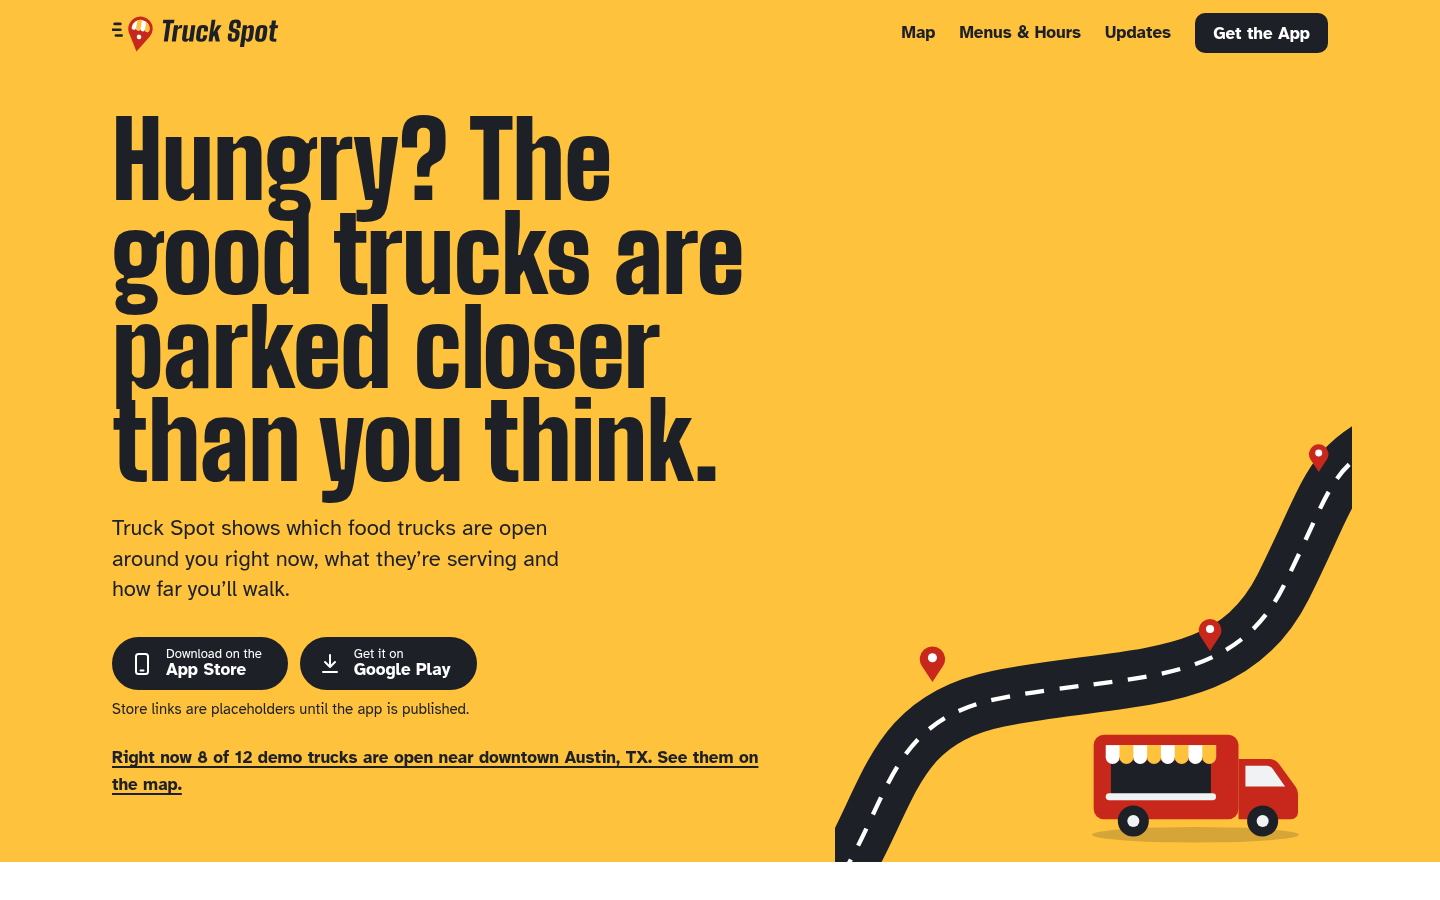 Truck Spot
Map
Menus & Hours
Updates
Get the App
Hungry? The
good trucks are
parked closer
than you think.
Truck Spot shows which food trucks are open
around you right now, what they’re serving and
how far you’ll walk.
Download on the
App Store
Get it on
Google Play
Store links are placeholders until the app is published.
Right now 8 of 12 demo trucks are open near downtown Austin, TX. See them on
the map.